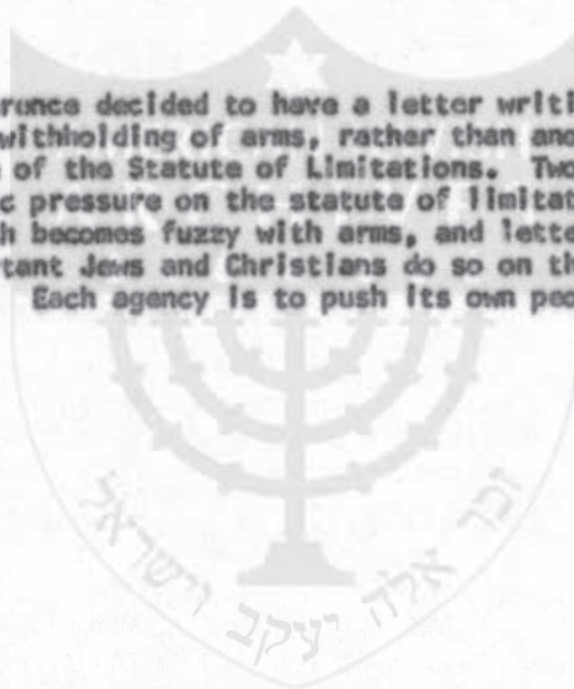 decided to have a letter
withholding of arms, rather than
of the Statute of Limitations. Two
pressure on the statute of
becomes fuzzy with arms, and
Jews and Christians do so on
Each agency is to push its own
זכר אלה יעקב וישראל